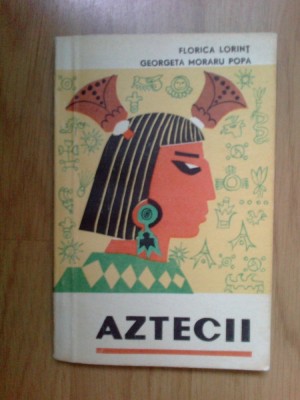 FLORICA LORINȚ
GEORGETA MORARU POPA
AZTECII